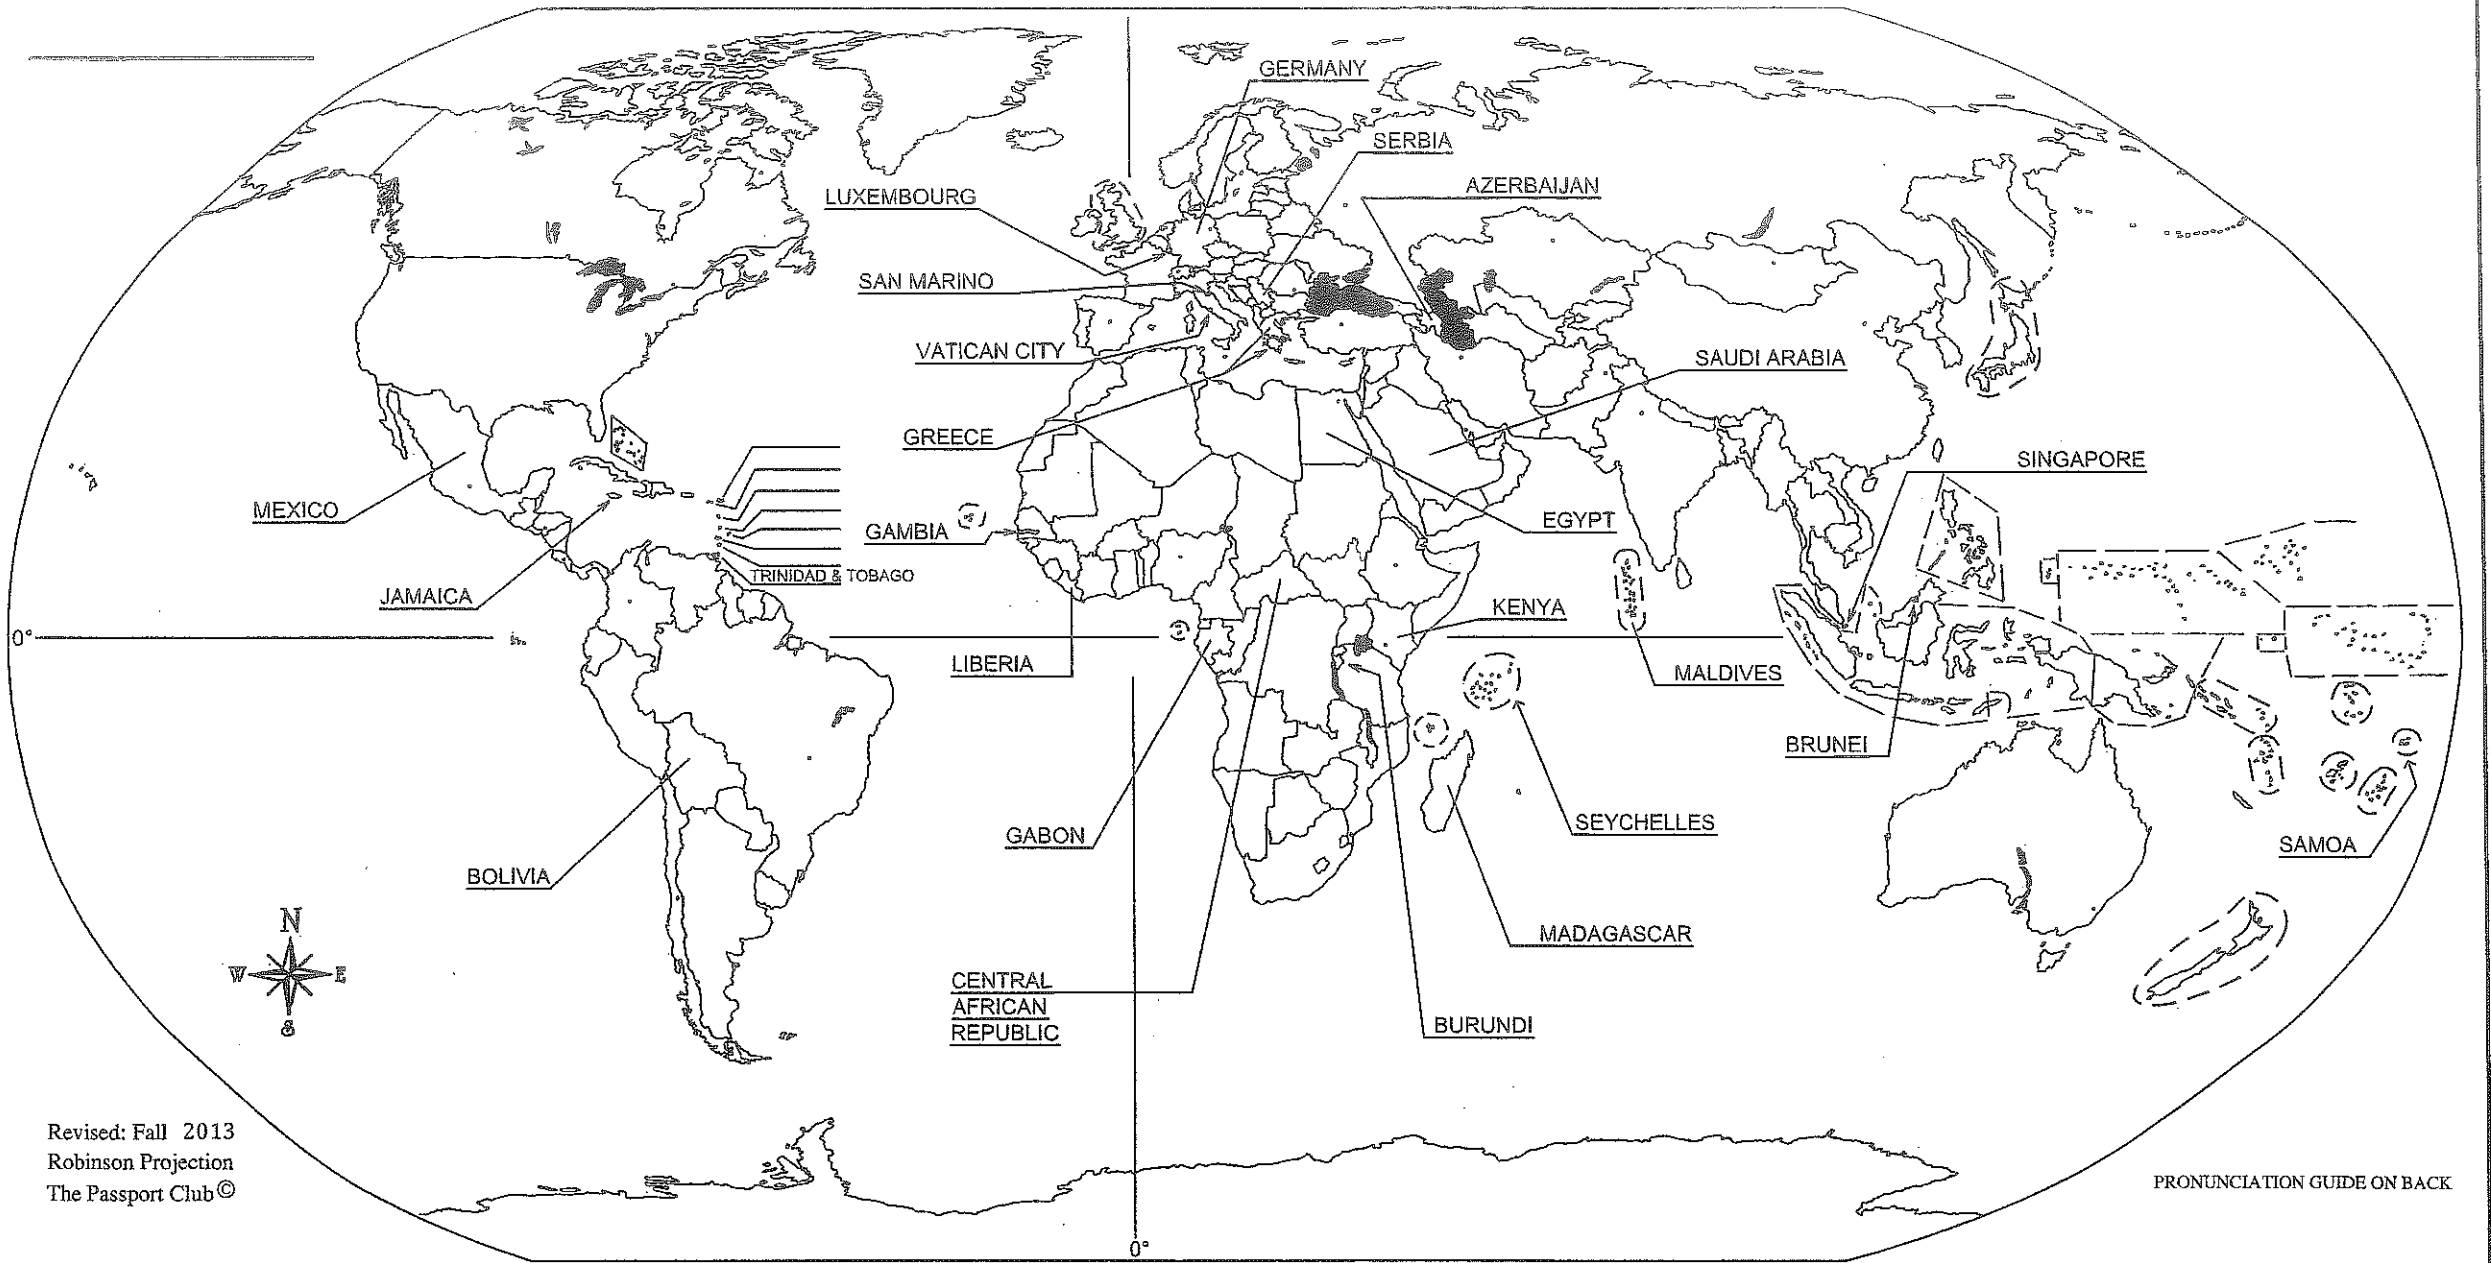 GERMANY
SERBIA
AZERBAIJAN
LUXEMBOURG
SAN MARINO
VATICAN CITY
SAUDI ARABIA
GREECE
SINGAPORE
MEXICO
EGYPT
GAMBIA
TRINIDAD & TOBAGO
JAMAICA
KENYA
0°
LIBERIA
MALDIVES
BRUNEI
SEYCHELLES
GABON
SAMOA
BOLIVIA
N
MADAGASCAR
W E
CENTRAL
AFRICAN
REPUBLIC
S
BURUNDI
Revised: Fall 2013
Robinson Projection
The Passport Club©
PRONUNCIATION GUIDE ON BACK
0°